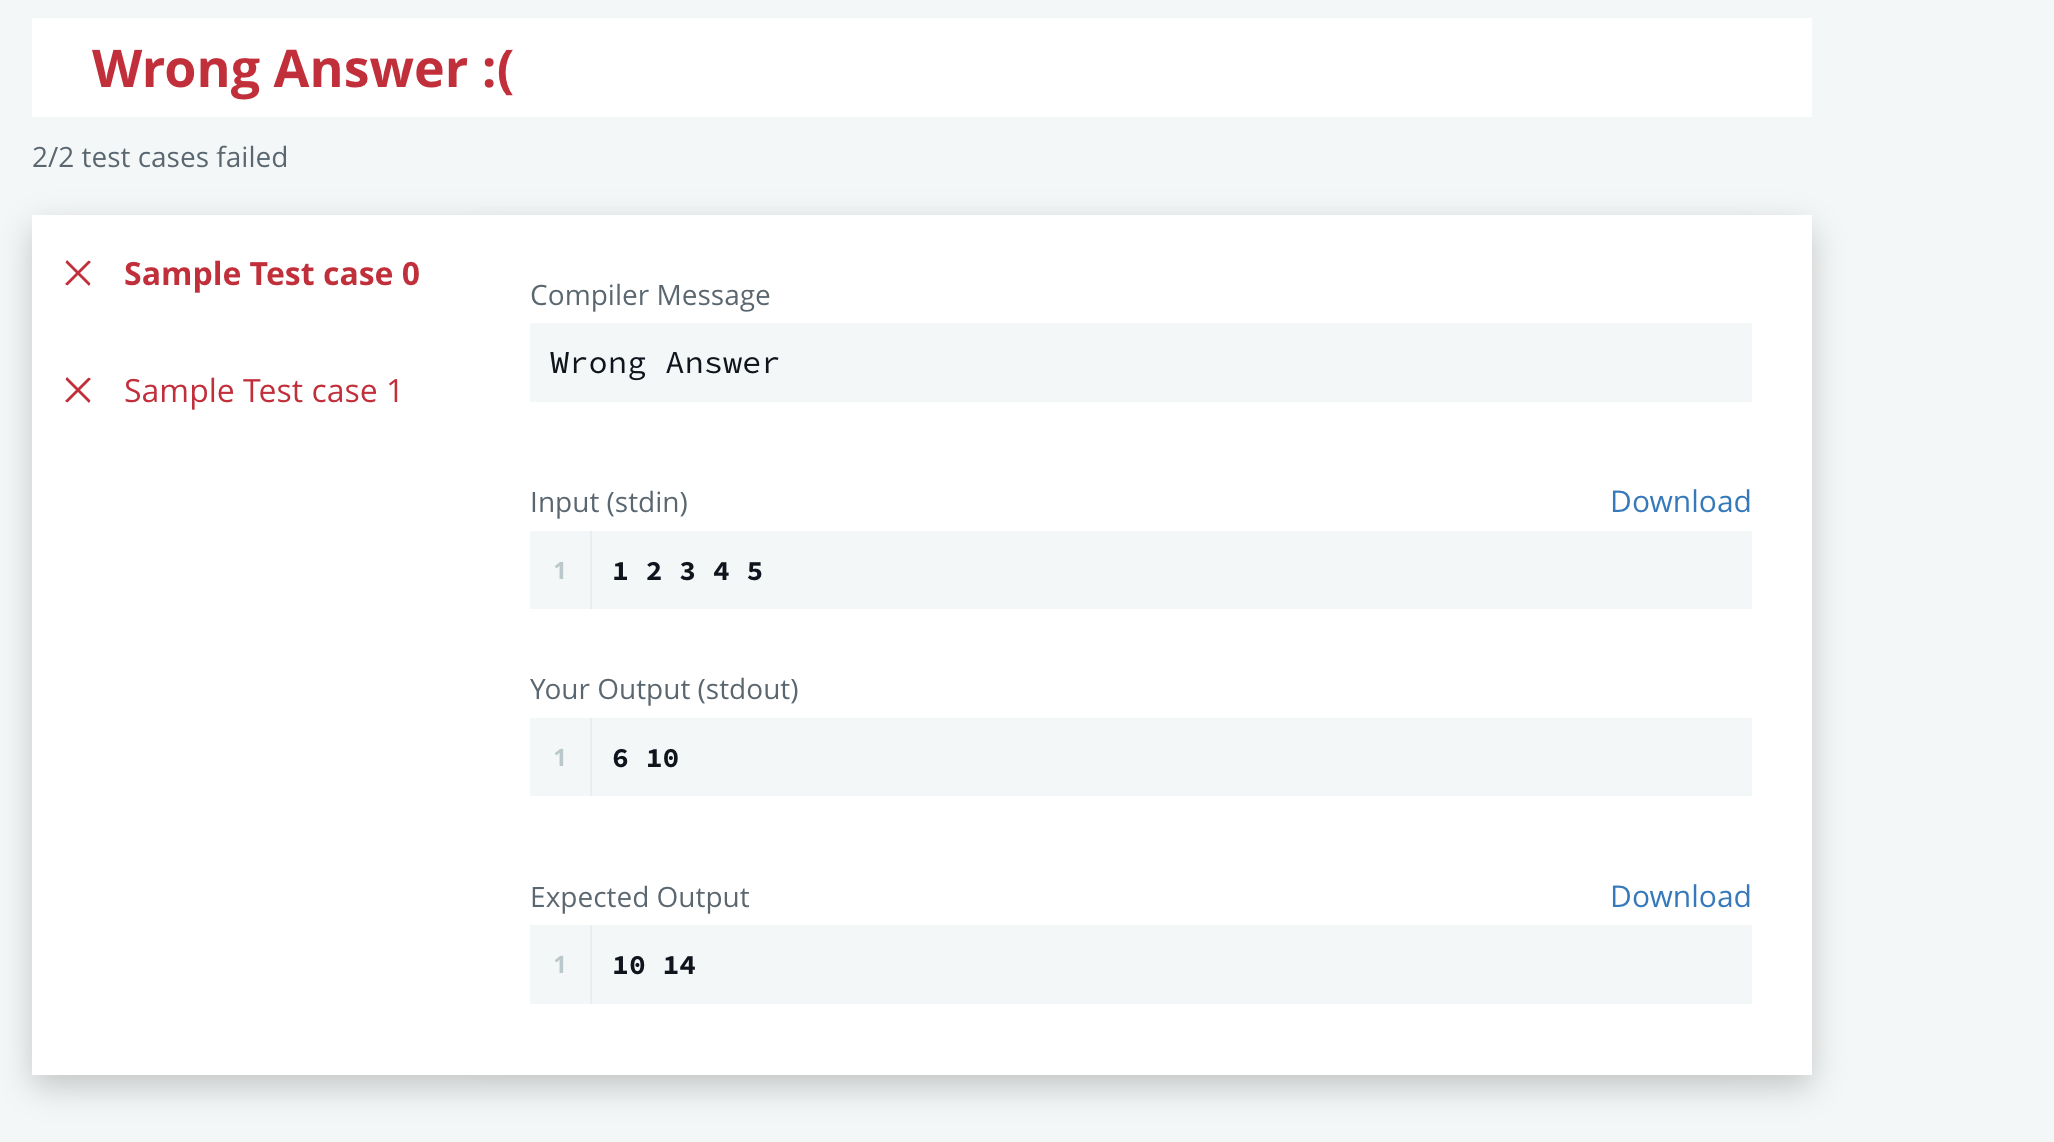 Wrong Answer :(
2/2 test cases failed
Sample Test case 0
Sample Test case 1
Compiler Message
Wrong Answer
Input (stdin)
Download
1 1 2 3 4 5
Your Output (stdout)
1 6 10
Expected Output
Download
1 10 14